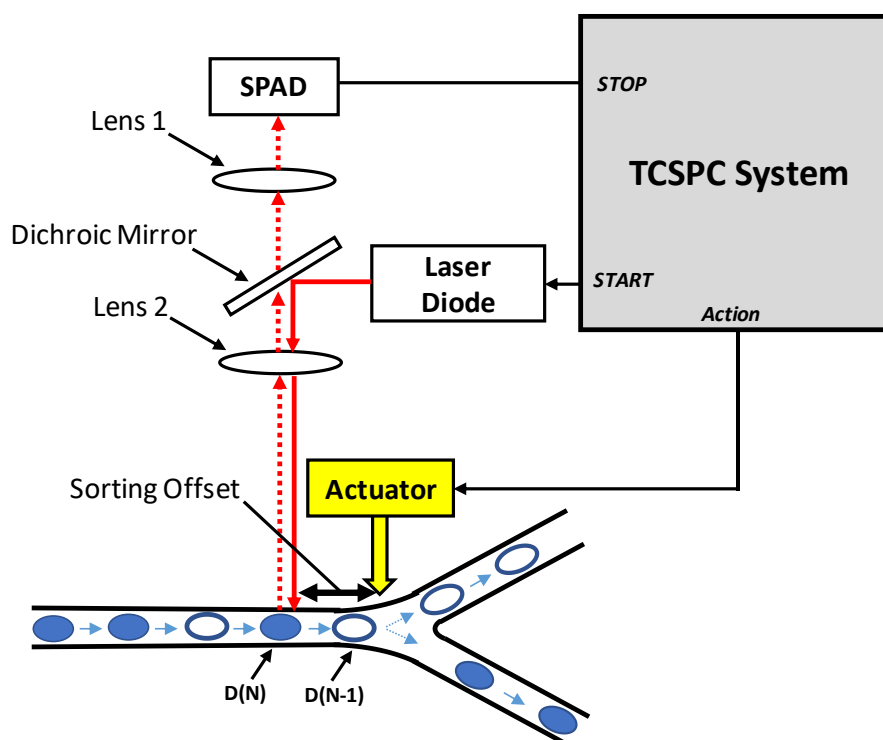 SPAD
STOP
Lens 1
TCSPC System
Dichroic Mirror
Laser
Diode
START
Lens 2
Action
Sorting Offset
Actuator
D(N)
D(N-1)